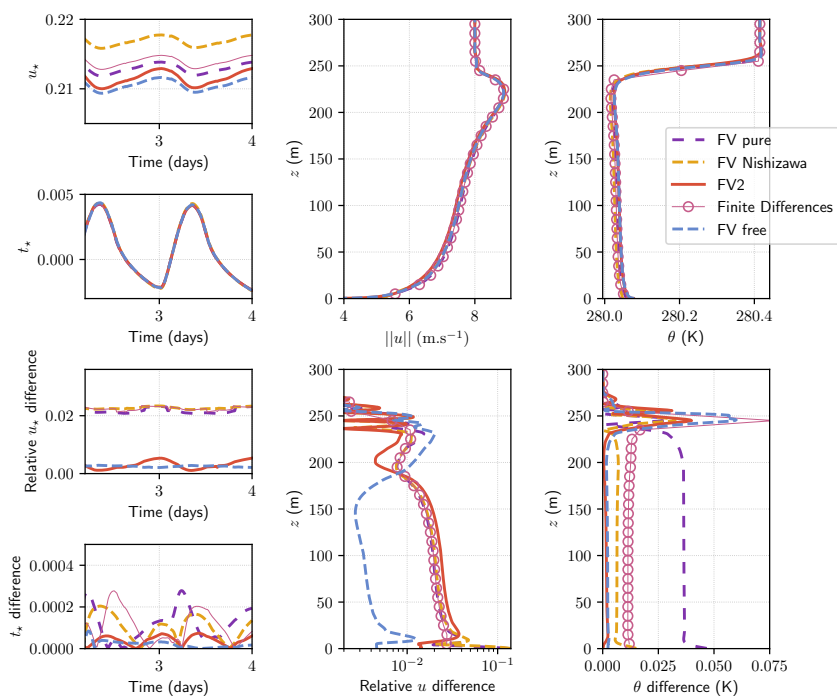 0.22
0.21
u⋆
3
4
Time (days)
0.005
0.000
t⋆
3
4
Time (days)
300
250
200
150
100
50
0
z (m)
4
6
8
||u|| (m.s⁻¹)
300
250
200
150
100
50
0
z (m)
280.0
280.2
280.4
θ (K)
FV pure
FV Nishizawa
FV2
Finite Differences
FV free
0.02
0.00
Relative u⋆ difference
3
4
Time (days)
0.0004
0.0002
0.0000
t⋆ difference
3
4
Time (days)
300
250
200
150
100
50
0
z (m)
10⁻²
10⁻¹
Relative u difference
300
250
200
150
100
50
0
z (m)
0.000
0.025
0.050
0.075
θ difference (K)